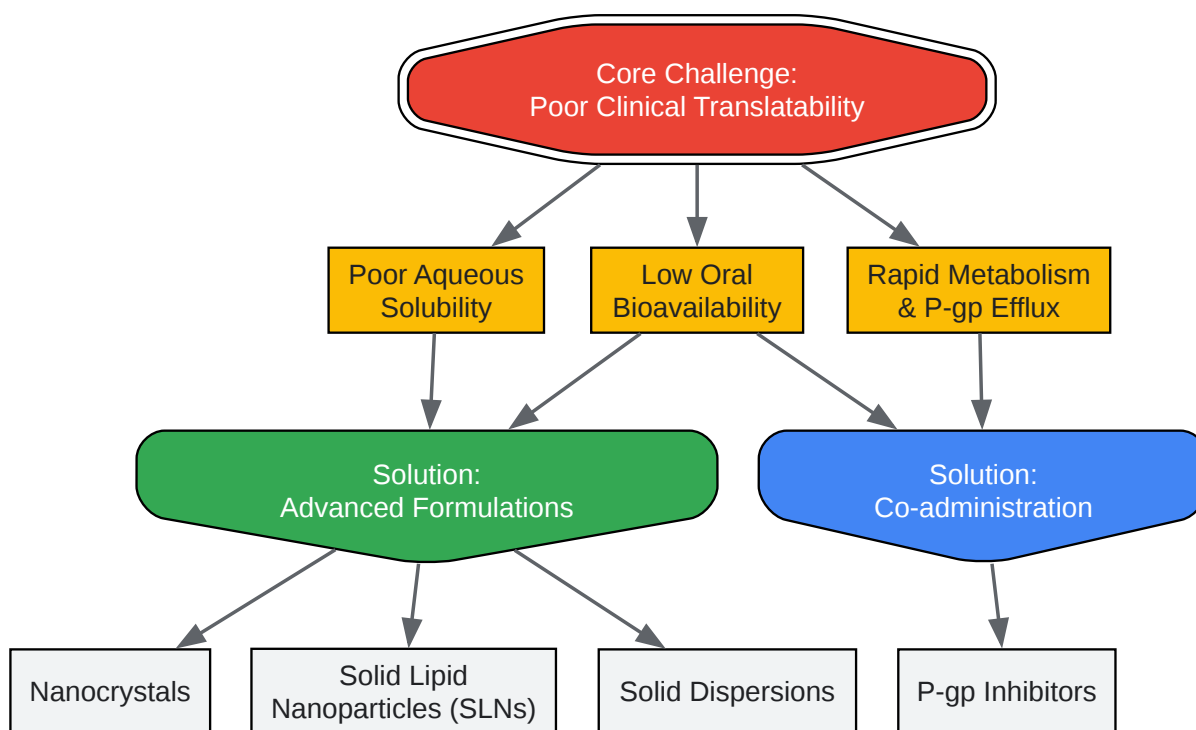 Core Challenge:
Poor Clinical Translatability
Poor Aqueous
Solubility
Low Oral
Bioavailability
Rapid Metabolism
& P-gp Efflux
Solution:
Advanced Formulations
Solution:
Co-administration
Nanocrystals
Solid Lipid
Nanoparticles (SLNs)
Solid Dispersions
P-gp Inhibitors